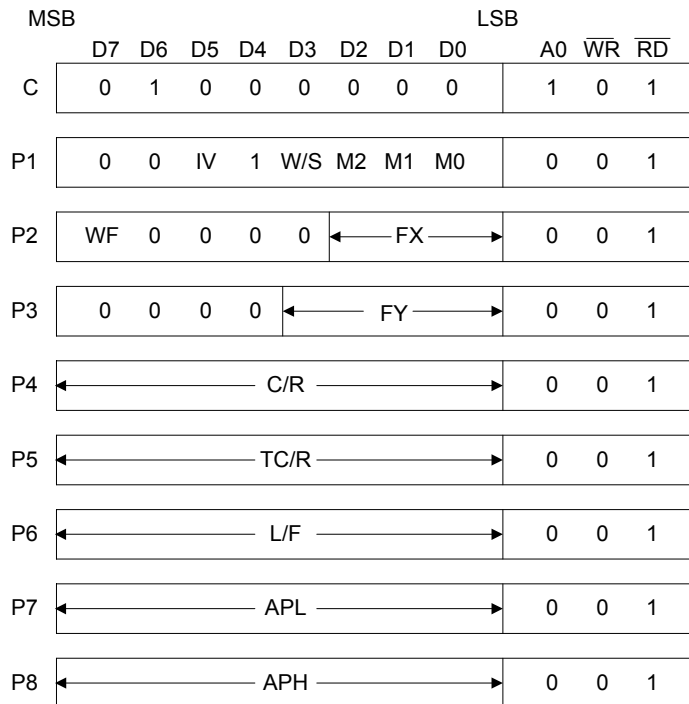 MSB LSB
D7 D6 D5 D4 D3 D2 D1 D0 A0 WR RD
C 0 1 0 0 0 0 0 0 1 0 1
P1 0 0 IV 1 W/S M2 M1 M0 0 0 1
P2 WF 0 0 0 0 FX 0 0 1
P3 0 0 0 0 FY 0 0 1
P4 C/R 0 0 1
P5 TC/R 0 0 1
P6 L/F 0 0 1
P7 APL 0 0 1
P8 APH 0 0 1